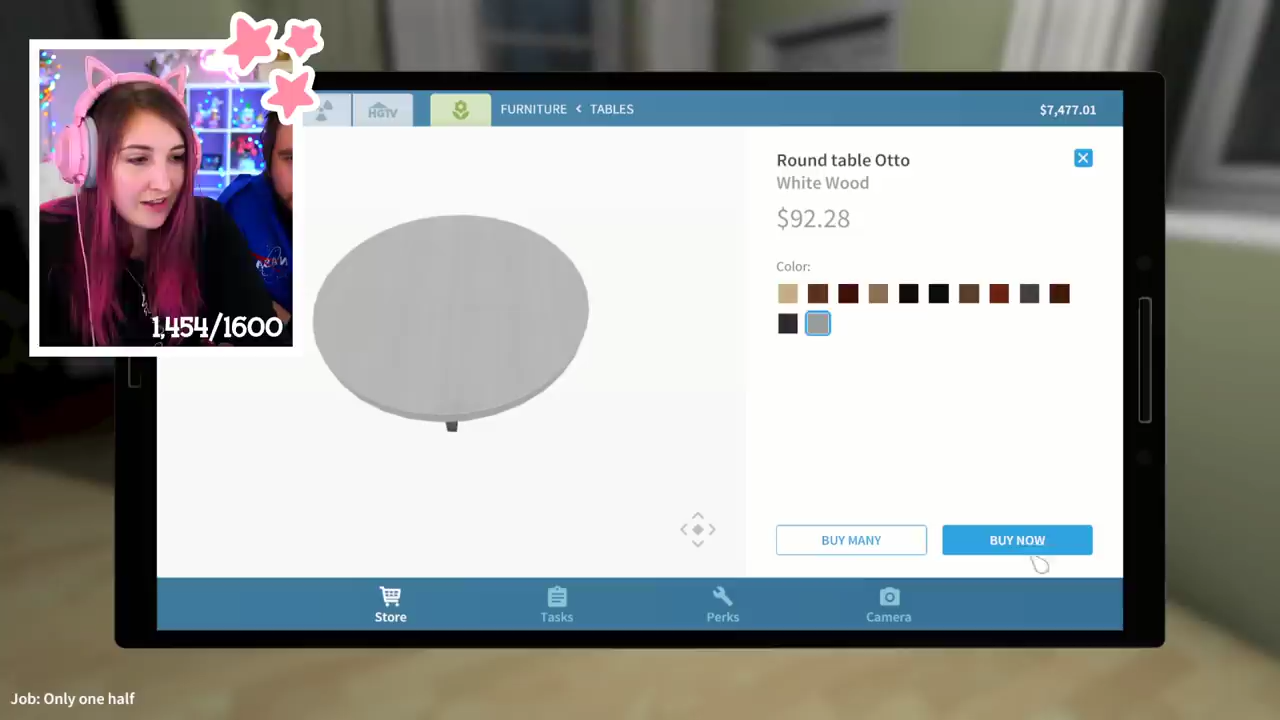 HGTV
FURNITURE < TABLES
$7,477.01
Round table Otto
White Wood
$92.28
Color:
1,454/1600
BUY MANY
BUY NOW
Store
Tasks
Perks
Camera
Job: Only one half